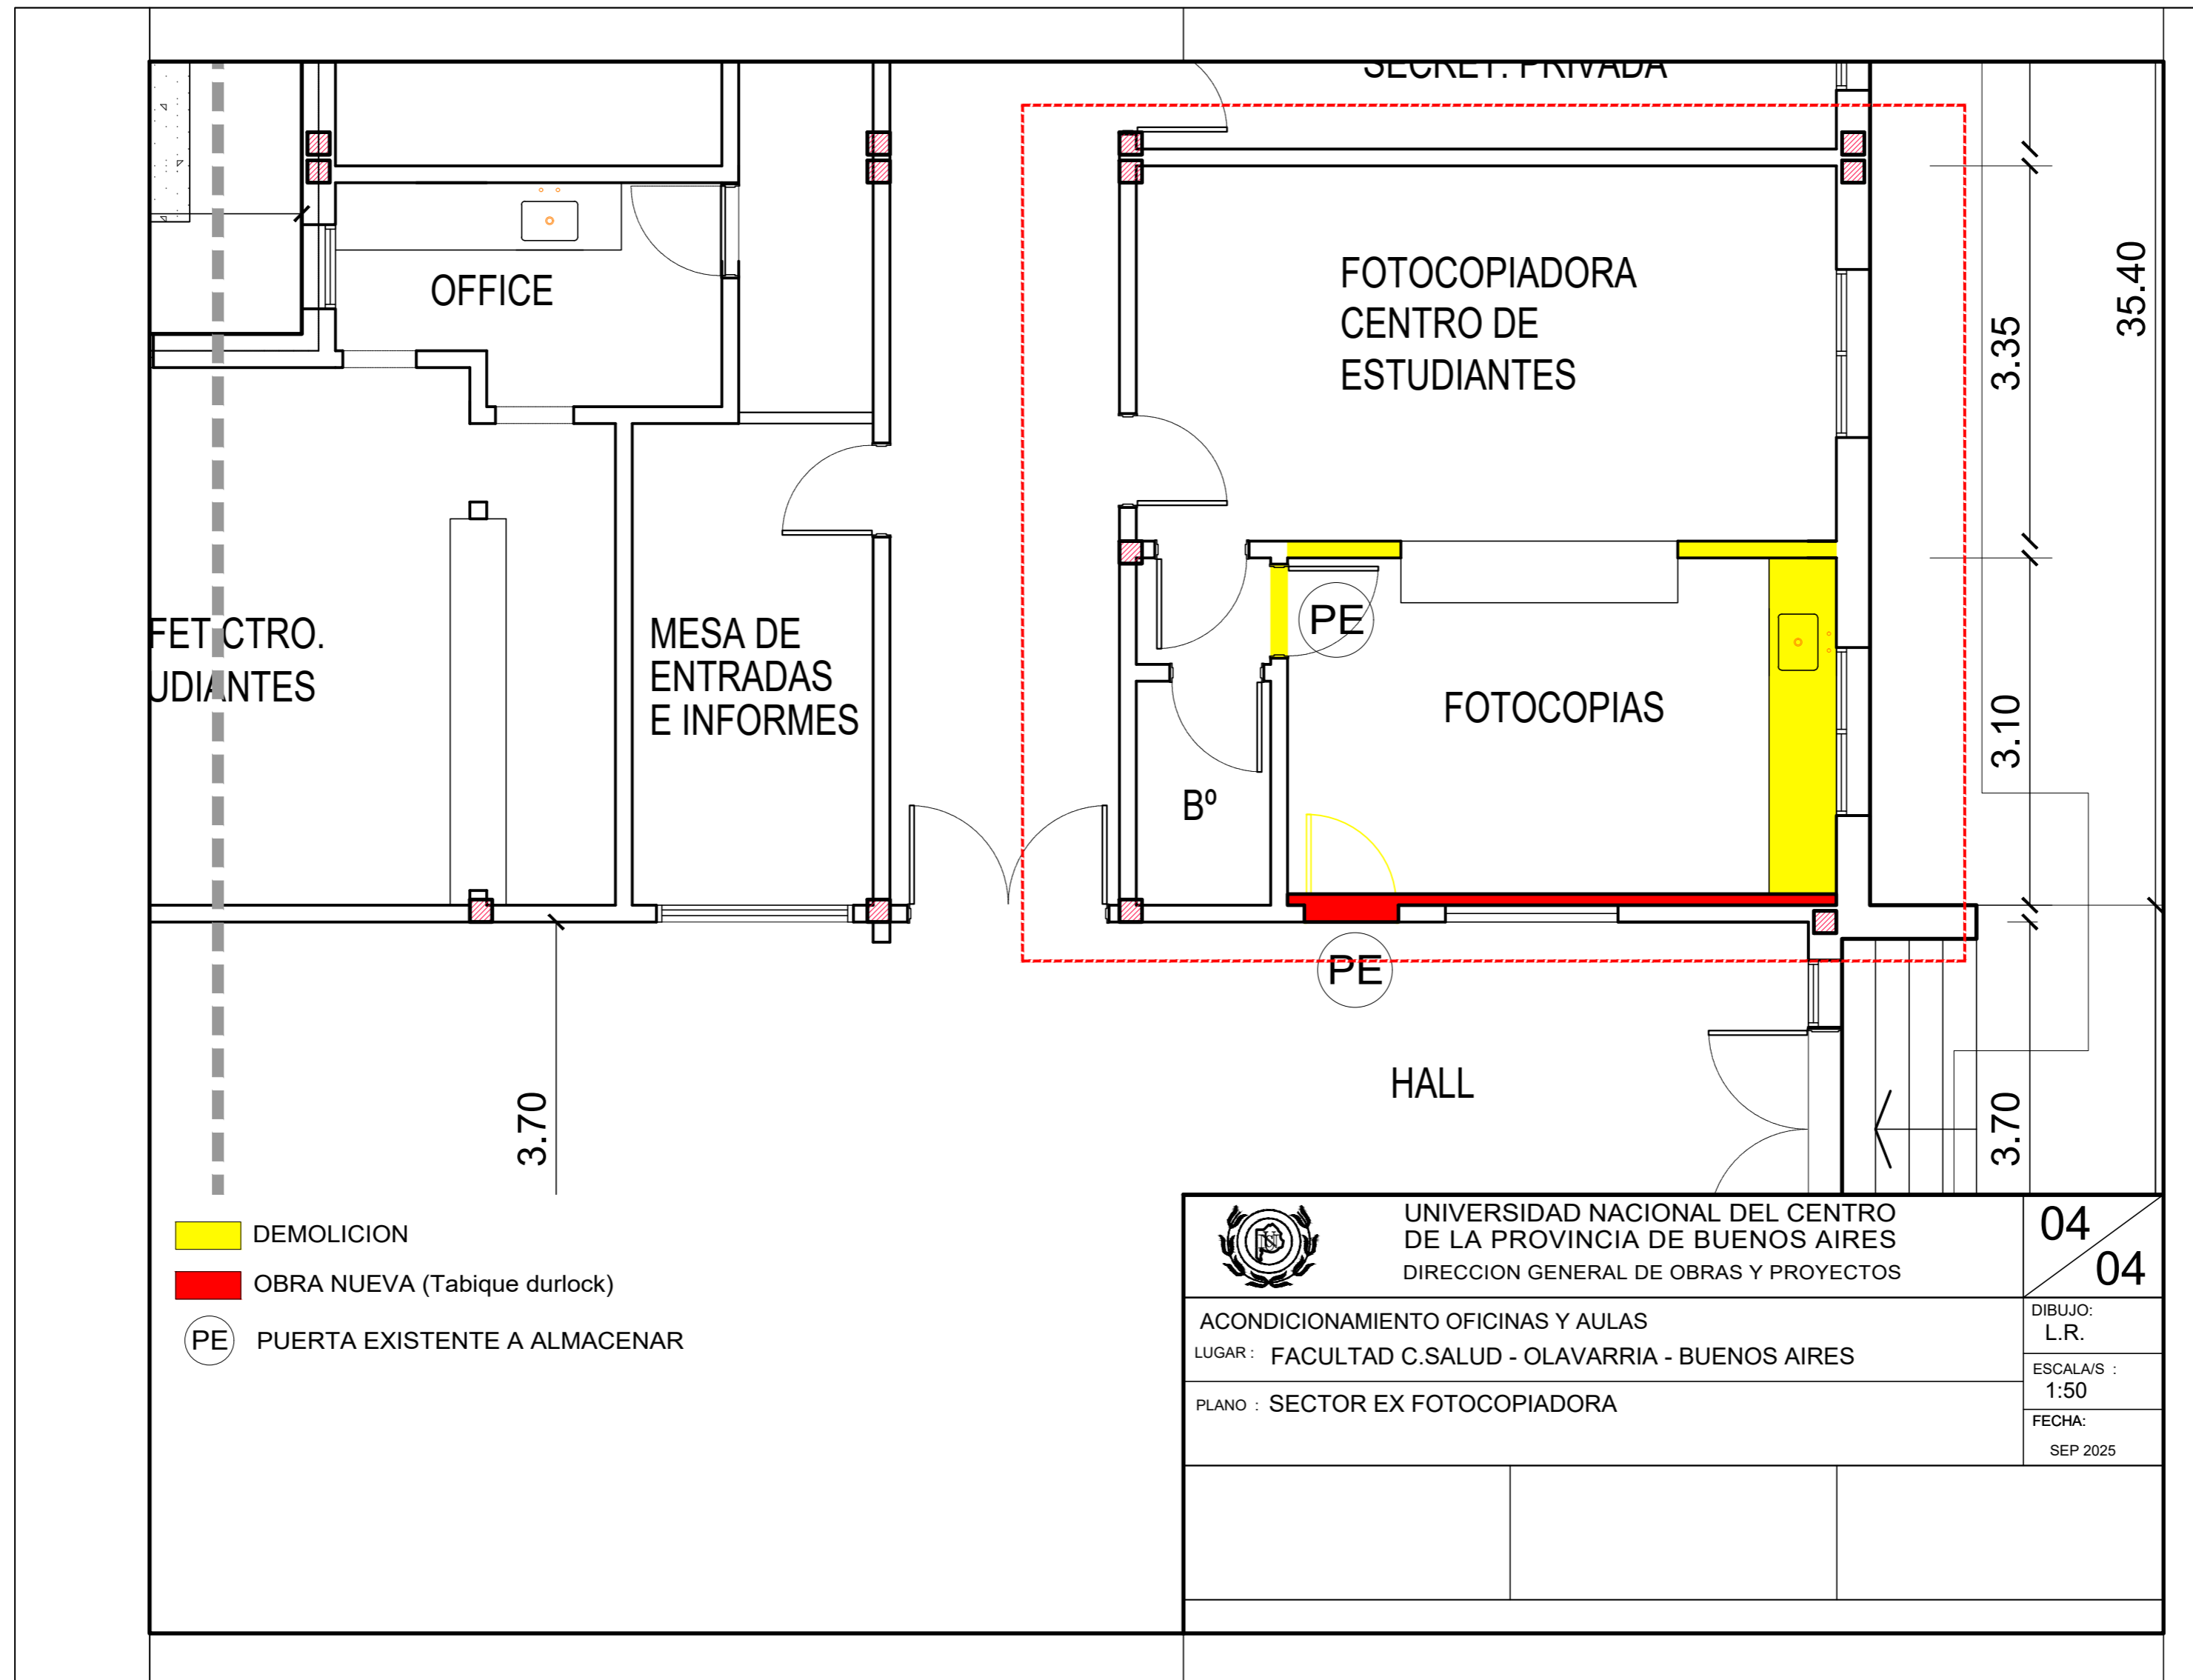 SECRET. PRIVADA
OFFICE
FOTOCOPIADORA
CENTRO DE
ESTUDIANTES
35.40
3.35
FET CTRO.
UDIANTES
MESA DE
ENTRADAS
E INFORMES
PE
FOTOCOPIAS
3.10
Bº
PE
HALL
3.70
3.70
DEMOLICION
OBRA NUEVA (Tabique durlock)
PE PUERTA EXISTENTE A ALMACENAR
UNIVERSIDAD NACIONAL DEL CENTRO
DE LA PROVINCIA DE BUENOS AIRES
DIRECCION GENERAL DE OBRAS Y PROYECTOS
04
04
ACONDICIONAMIENTO OFICINAS Y AULAS
LUGAR : FACULTAD C.SALUD - OLAVARRIA - BUENOS AIRES
PLANO : SECTOR EX FOTOCOPIADORA
DIBUJO:
L.R.
ESCALA/S :
1:50
FECHA:
SEP 2025